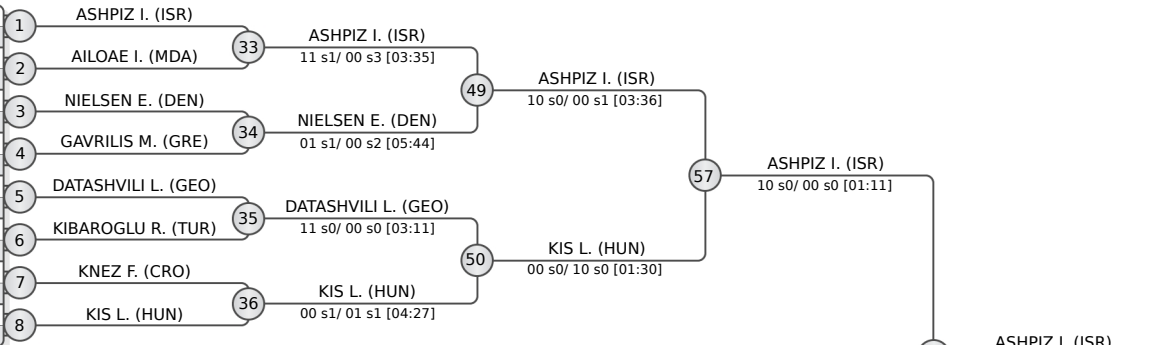 1
ASHPIZ I. (ISR)
2
AILOAE I. (MDA)
3
NIELSEN E. (DEN)
4
GAVRILIS M. (GRE)
5
DATASHVILI L. (GEO)
6
KIBAROGLU R. (TUR)
7
KNEZ F. (CRO)
8
KIS L. (HUN)
33
ASHPIZ I. (ISR)
11 s1/ 00 s3 [03:35]
34
NIELSEN E. (DEN)
01 s1/ 00 s2 [05:44]
35
DATASHVILI L. (GEO)
11 s0/ 00 s0 [03:11]
36
KIS L. (HUN)
00 s1/ 01 s1 [04:27]
49
ASHPIZ I. (ISR)
10 s0/ 00 s1 [03:36]
50
KIS L. (HUN)
00 s0/ 10 s0 [01:30]
57
ASHPIZ I. (ISR)
10 s0/ 00 s0 [01:11]
ASHPIZ I. (ISR)